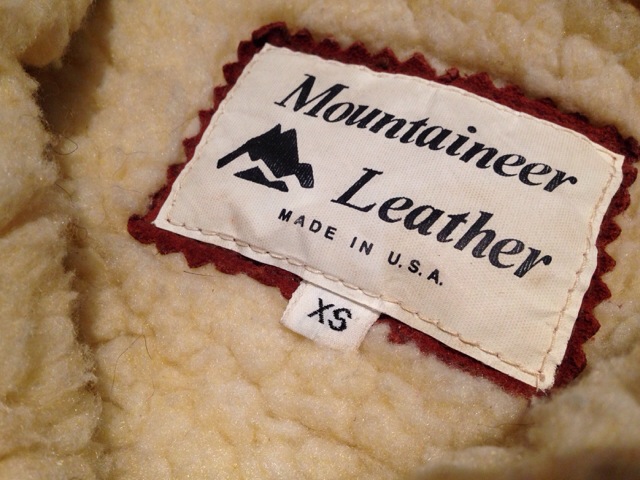 Mountaineer
Leather
MADE IN U.S.A.
XS